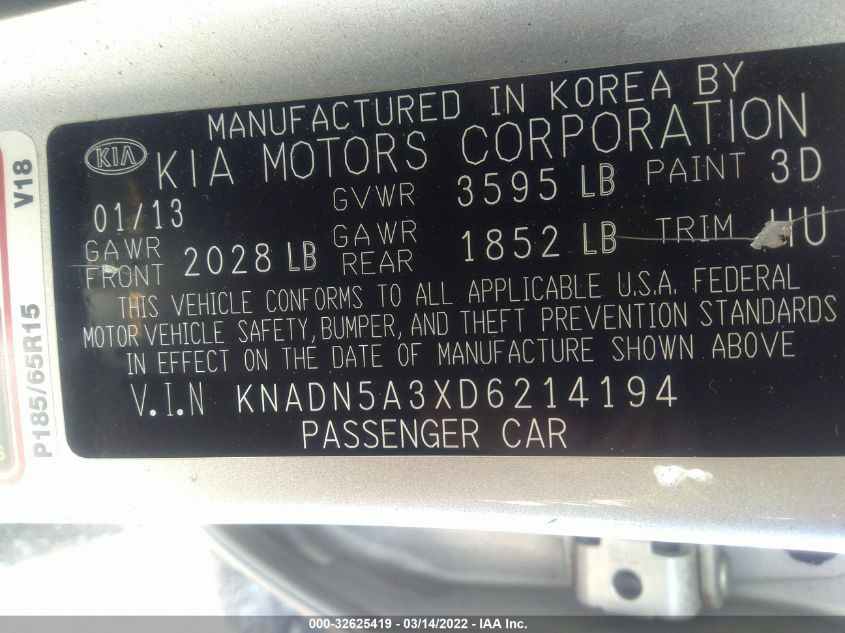 MANUFACTURED IN KOREA BY
KIA KIA MOTORS CORPORATION
01/13 GVWR 3595 LB PAINT 3D
GAWR FRONT 2028 LB GAWR REAR 1852 LB TRIM HU
THIS VEHICLE CONFORMS TO ALL APPLICABLE U.S.A. FEDERAL
MOTOR VEHICLE SAFETY, BUMPER, AND THEFT PREVENTION STANDARDS
IN EFFECT ON THE DATE OF MANUFACTURE SHOWN ABOVE
V.I.N KNADN5A3XD6214194
PASSENGER CAR
P185/65R15 V18
000-32625419 - 03/14/2022 - IAA Inc.